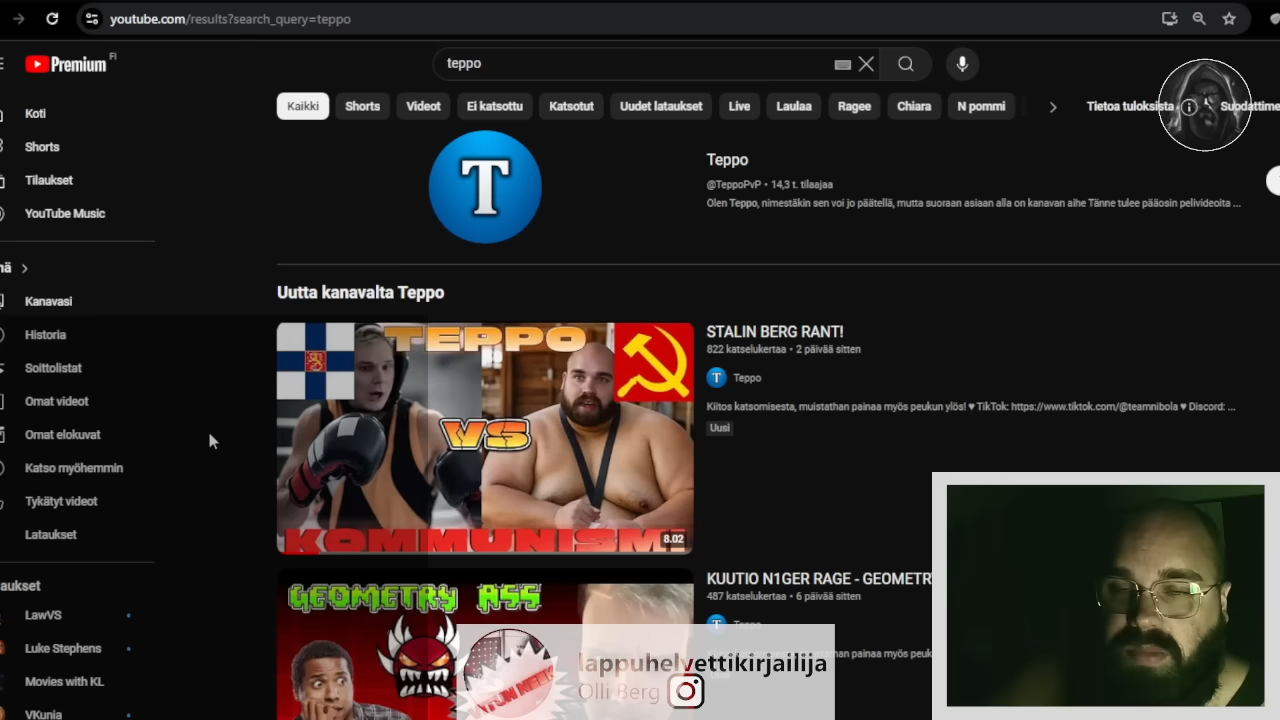 youtube.com/results?search_query=teppo
Premium FI
teppo
Kaikki Shorts Videot Ei katsottu Katsotut Uudet lataukset Live Laulaa Ragee Chiara N pommi
Tietoa tuloksista
Koti
Shorts
Tilaukset
YouTube Music
Kanavasi
Historia
Soittolistat
Omat videot
Omat elokuvat
Katso myöhemmin
Tykätyt videot
Lataukset
LawVS
Luke Stephens
Movies with KL
VKunia
T
Teppo
@TeppoPvP • 14,3 t. tilaajaa
Olen Teppo, nimestäkin sen voi jo päätellä, mutta suoraan asiaan alla on kanavan aihe Tänne tulee pääosin pelivideoita ...
Uutta kanavalta Teppo
TEPPO
VS
KOMMUNISMI
8.02
STALIN BERG RANT!
822 katselukertaa • 2 päivää sitten
T Teppo
Kiitos katsomisesta, muistathan painaa myös peukun ylös! ♥ TikTok: https://www.tiktok.com/@teamnibola ♥ Discord: ...
Uusi
GEOMETRY ASS
KUUTIO N1GER RAGE - GEOMETR
487 katselukertaa • 6 päivää sitten
Teppo
lappuhelvettikirjailija
Olli Berg